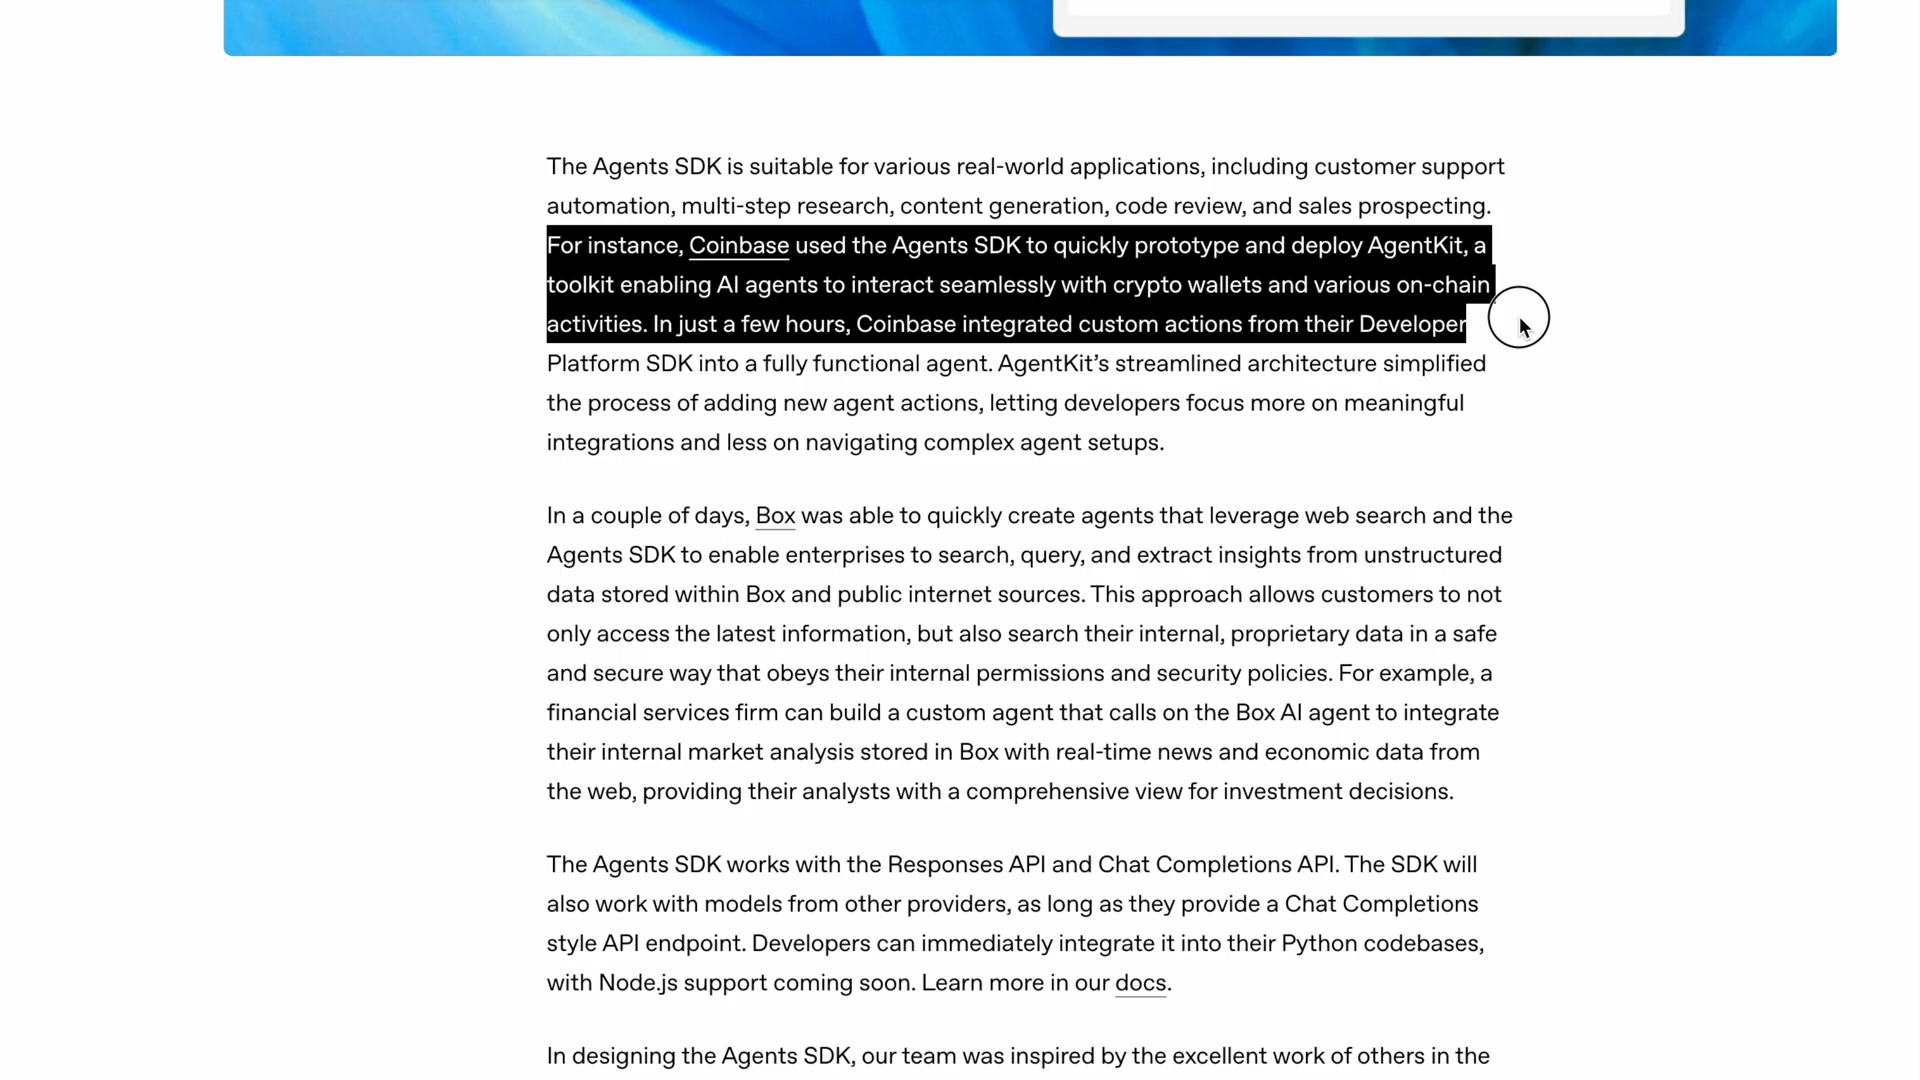 The Agents SDK is suitable for various real-world applications, including customer support
automation, multi-step research, content generation, code review, and sales prospecting.
For instance, Coinbase used the Agents SDK to quickly prototype and deploy AgentKit, a
toolkit enabling AI agents to interact seamlessly with crypto wallets and various on-chain
activities. In just a few hours, Coinbase integrated custom actions from their Developer
Platform SDK into a fully functional agent. AgentKit’s streamlined architecture simplified
the process of adding new agent actions, letting developers focus more on meaningful
integrations and less on navigating complex agent setups.
In a couple of days, Box was able to quickly create agents that leverage web search and the
Agents SDK to enable enterprises to search, query, and extract insights from unstructured
data stored within Box and public internet sources. This approach allows customers to not
only access the latest information, but also search their internal, proprietary data in a safe
and secure way that obeys their internal permissions and security policies. For example, a
financial services firm can build a custom agent that calls on the Box AI agent to integrate
their internal market analysis stored in Box with real-time news and economic data from
the web, providing their analysts with a comprehensive view for investment decisions.
The Agents SDK works with the Responses API and Chat Completions API. The SDK will
also work with models from other providers, as long as they provide a Chat Completions
style API endpoint. Developers can immediately integrate it into their Python codebases,
with Node.js support coming soon. Learn more in our docs.
In designing the Agents SDK, our team was inspired by the excellent work of others in the